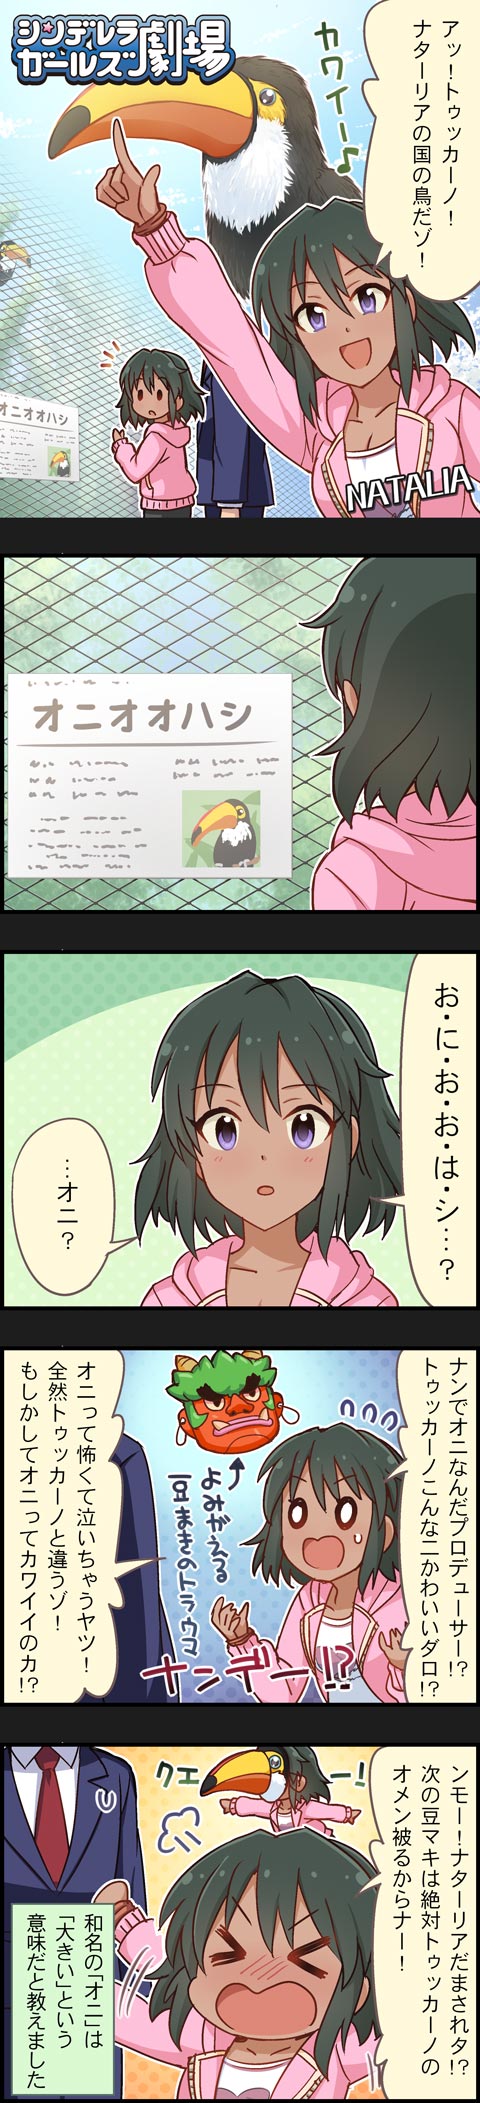 シンデレラ
ガールズ劇場
アッ！トゥッカーノ！
ナターリアの国の鳥だゾ！
カワイー♪
オニオオハシ
NATALIA
オニオオハシ
お・に・お・お・は・シ…？
…オニ？
ナンでオニなんだプロデューサー!?
トゥッカーノこんなニかわいいダロ!?
よみがえる
豆まきのトラウマ
ナンデー!?
オニって怖くて泣いちゃうヤツ！
全然トゥッカーノと違うゾ！
もしかしてオニってカワイイのカ!?
ンモー！ナターリアだまされタ!?
次の豆マキは絶対トゥッカーノの
オメン被るからナー！
クエー！
和名の「オニ」は
「大きい」という
意味だと教えました